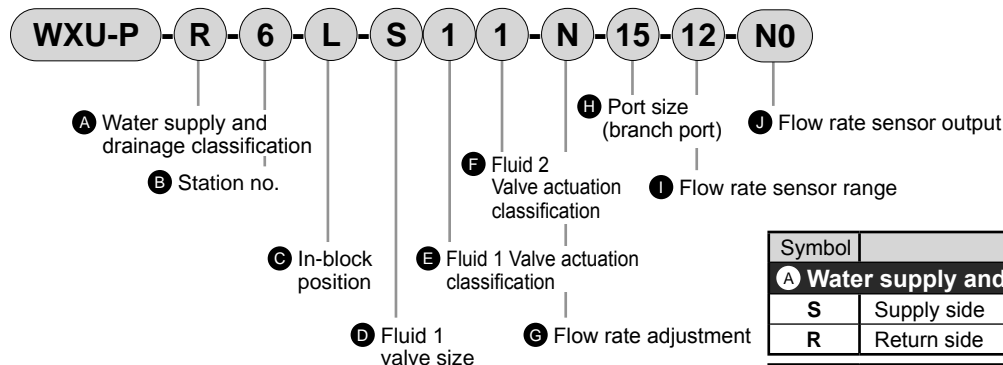 WXU-P-R-6-L-S 1 1-N-15-12-N0
A Water supply and
drainage classification
B Station no.
C In-block
position
D Fluid 1
valve size
E Fluid 1 Valve actuation
classification
F Fluid 2
Valve actuation
classification
G Flow rate adjustment
H Port size
(branch port)
I Flow rate sensor range
J Flow rate sensor output
Symbol
A Water supply and
S Supply side
R Return side